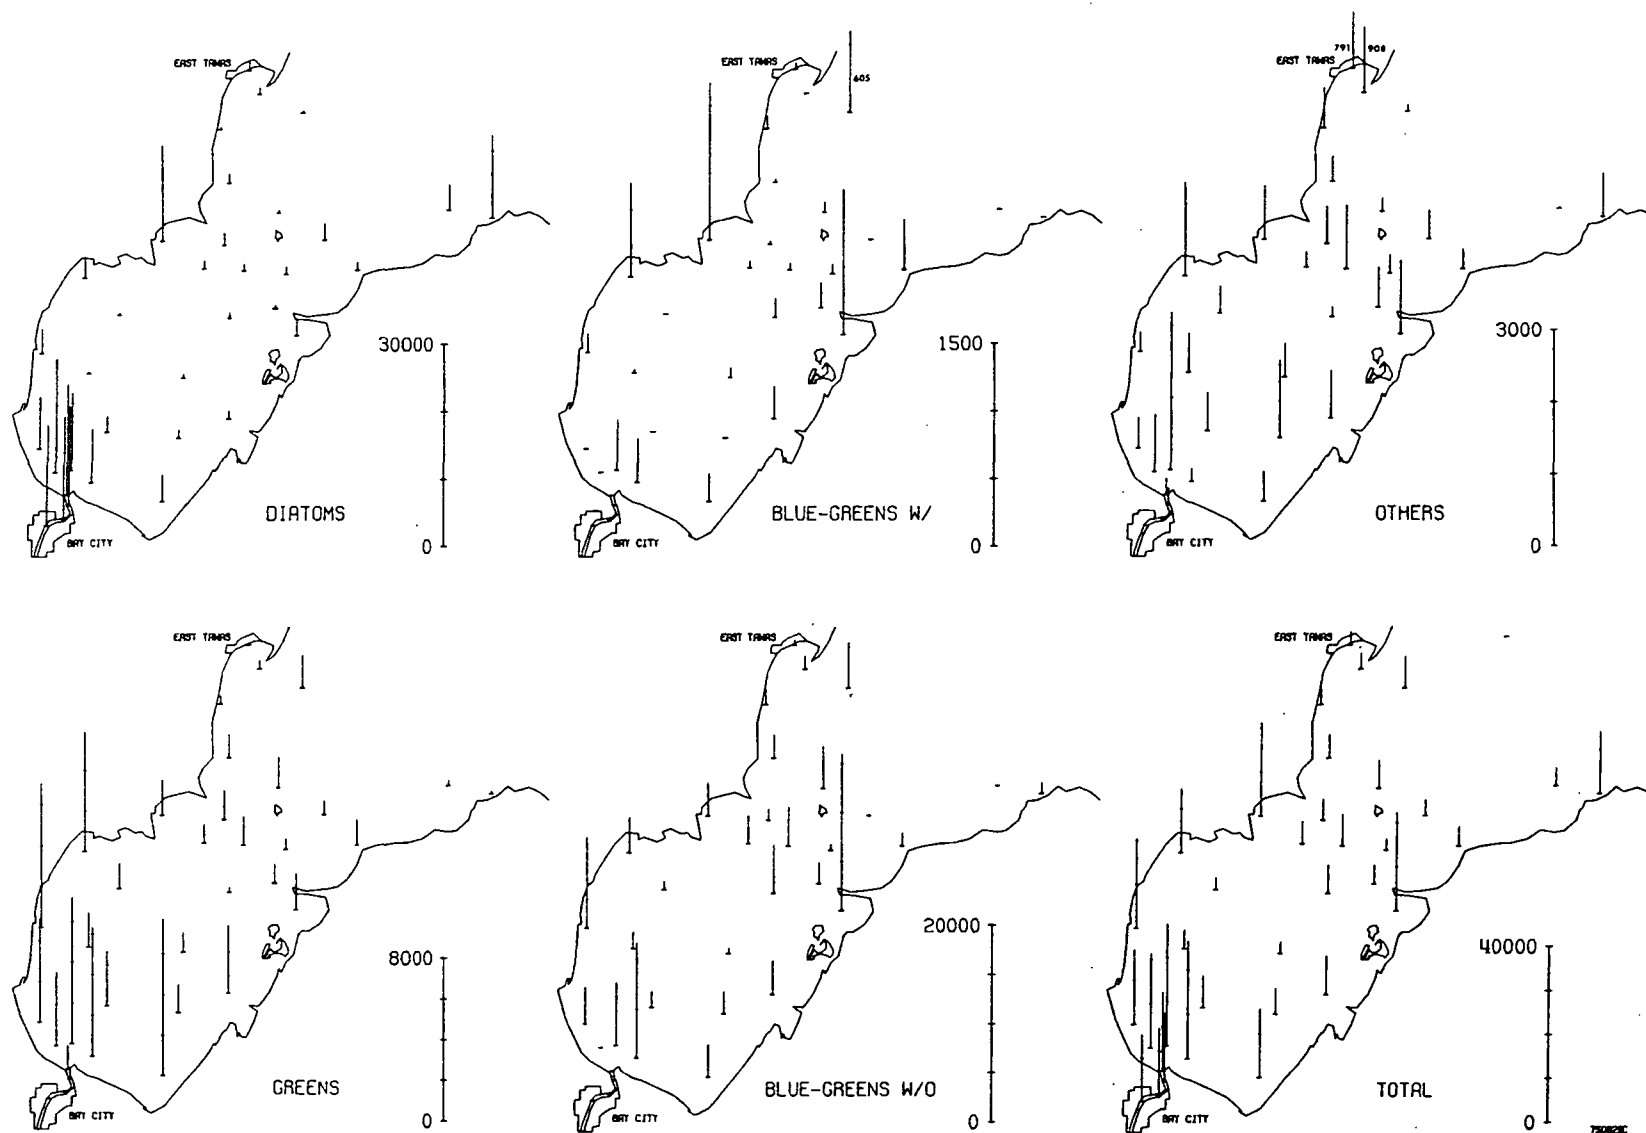 EAST TAWAS
EAST TAWAS
605
791 908
EAST TAWAS
30000
1500
3000
DIATOMS
BLUE-GREENS W/
OTHERS
0
0
0
BAY CITY
BAY CITY
BAY CITY
EAST TAWAS
EAST TAWAS
EAST TAWAS
8000
20000
40000
GREENS
BLUE-GREENS W/O
TOTAL
0
0
0
BAY CITY
BAY CITY
BAY CITY